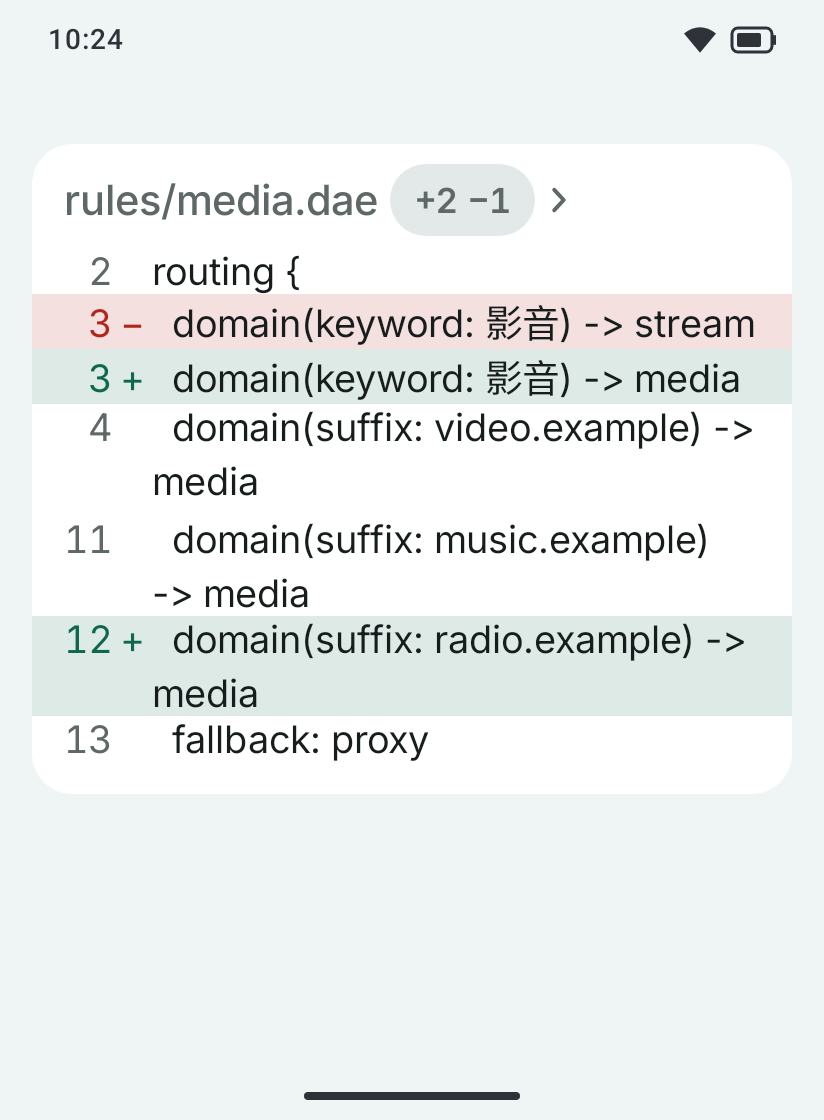 10:24
rules/media.dae +2 −1
2 routing {
3 − domain(keyword: 影音) -> stream
3 + domain(keyword: 影音) -> media
4 domain(suffix: video.example) ->
media
11 domain(suffix: music.example)
-> media
12 + domain(suffix: radio.example) ->
media
13 fallback: proxy